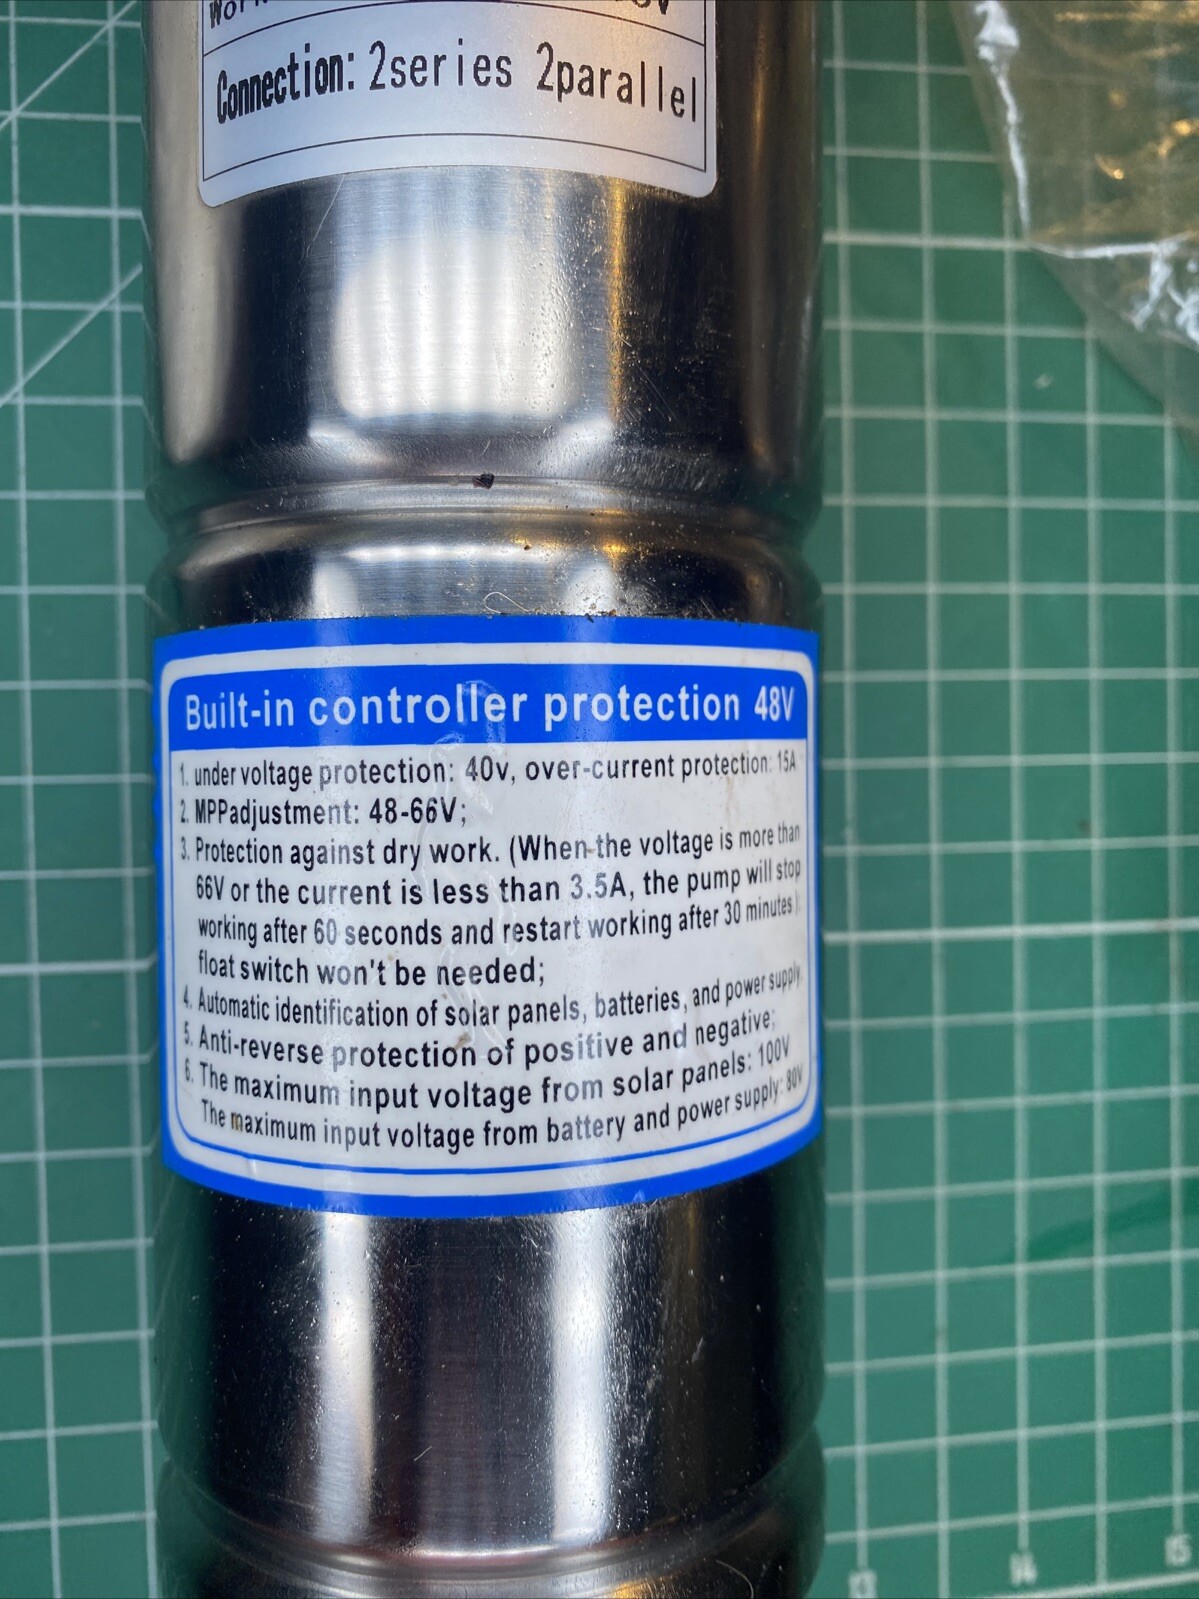 Connection: 2series 2parallel
Built-in controller protection 48V
1. under voltage protection: 40v, over-current protection: 15A
2. MPPadjustment: 48-66V;
3. Protection against dry work. (When the voltage is more than
66V or the current is less than 3.5A, the pump will stop
working after 60 seconds and restart working after 30 minutes)
float switch won't be needed;
4. Automatic identification of solar panels, batteries, and power supply
5. Anti-reverse protection of positive and negative;
6. The maximum input voltage from solar panels: 100V
The maximum input voltage from battery and power supply: 80V
13 14 15